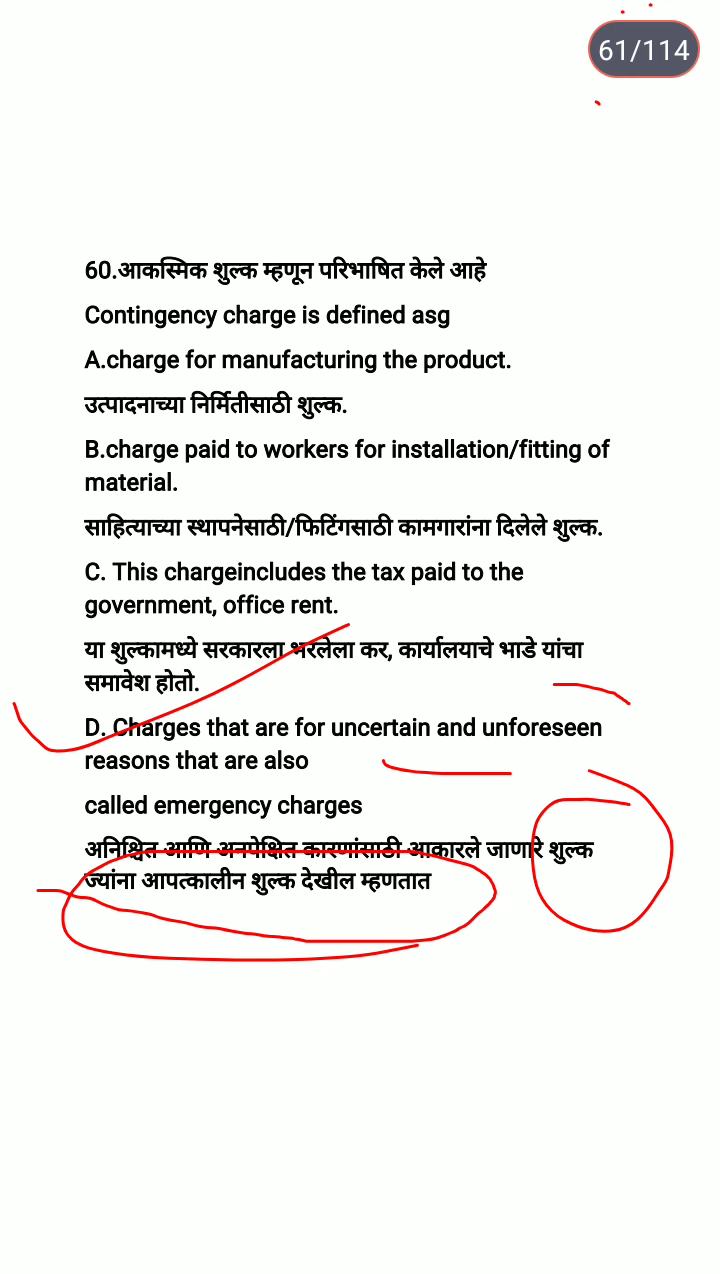 61/114
60.आकस्मिक शुल्क म्हणून परिभाषित केले आहे
Contingency charge is defined asg
A.charge for manufacturing the product.
उत्पादनाच्या निर्मितीसाठी शुल्क.
B.charge paid to workers for installation/fitting of
material.
साहित्याच्या स्थापनेसाठी/फिटिंगसाठी कामगारांना दिलेले शुल्क.
C. This chargeincludes the tax paid to the
government, office rent.
या शुल्कामध्ये सरकारला भरलेला कर, कार्यालयाचे भाडे यांचा
समावेश होतो.
D. Charges that are for uncertain and unforeseen
reasons that are also
called emergency charges
अनिश्चित आणि अनपेक्षित कारणांसाठी आकारले जाणारे शुल्क
ज्यांना आपत्कालीन शुल्क देखील म्हणतात